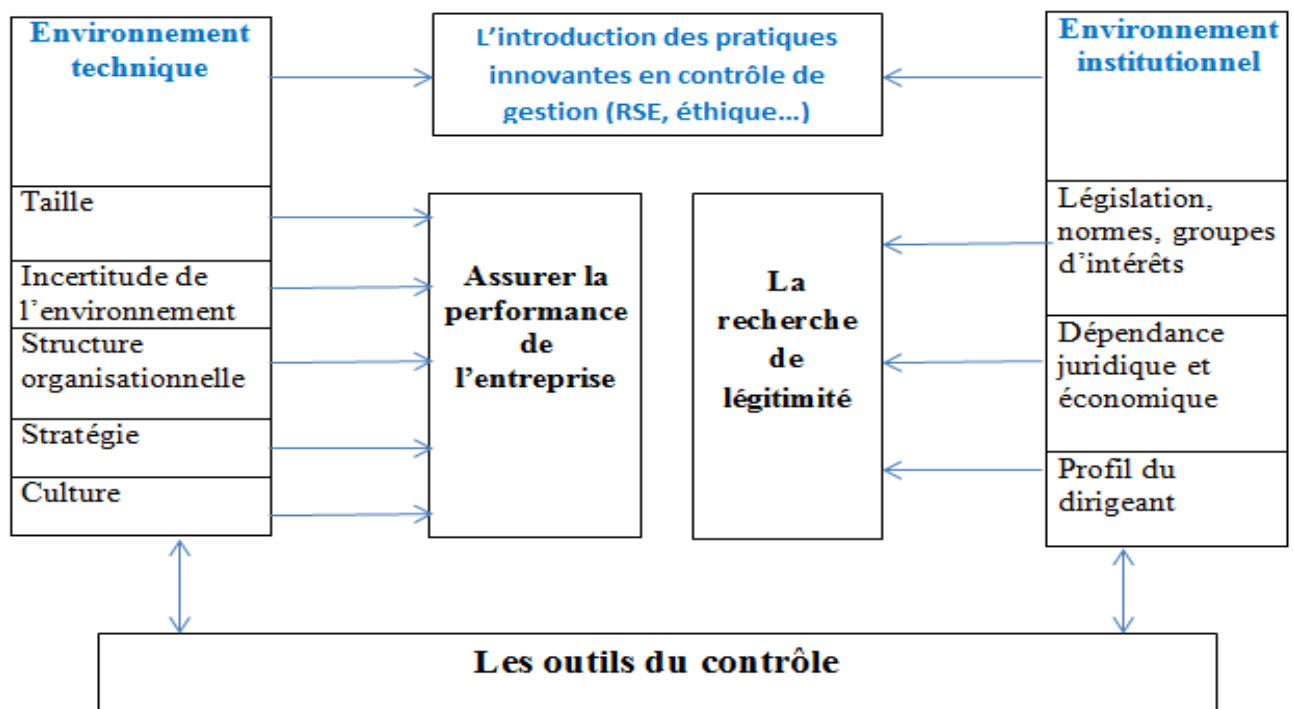 Environnement
technique
L’introduction des pratiques
innovantes en contrôle de
gestion (RSE, éthique…)
Environnement
institutionnel
Taille
Incertitude de
l’environnement
Structure
organisationnelle
Stratégie
Culture
Assurer la
performance
de
l’entreprise
La
recherche
de
légitimité
Législation,
normes, groupes
d’intérêts
Dépendance
juridique et
économique
Profil du
dirigeant
Les outils du contrôle